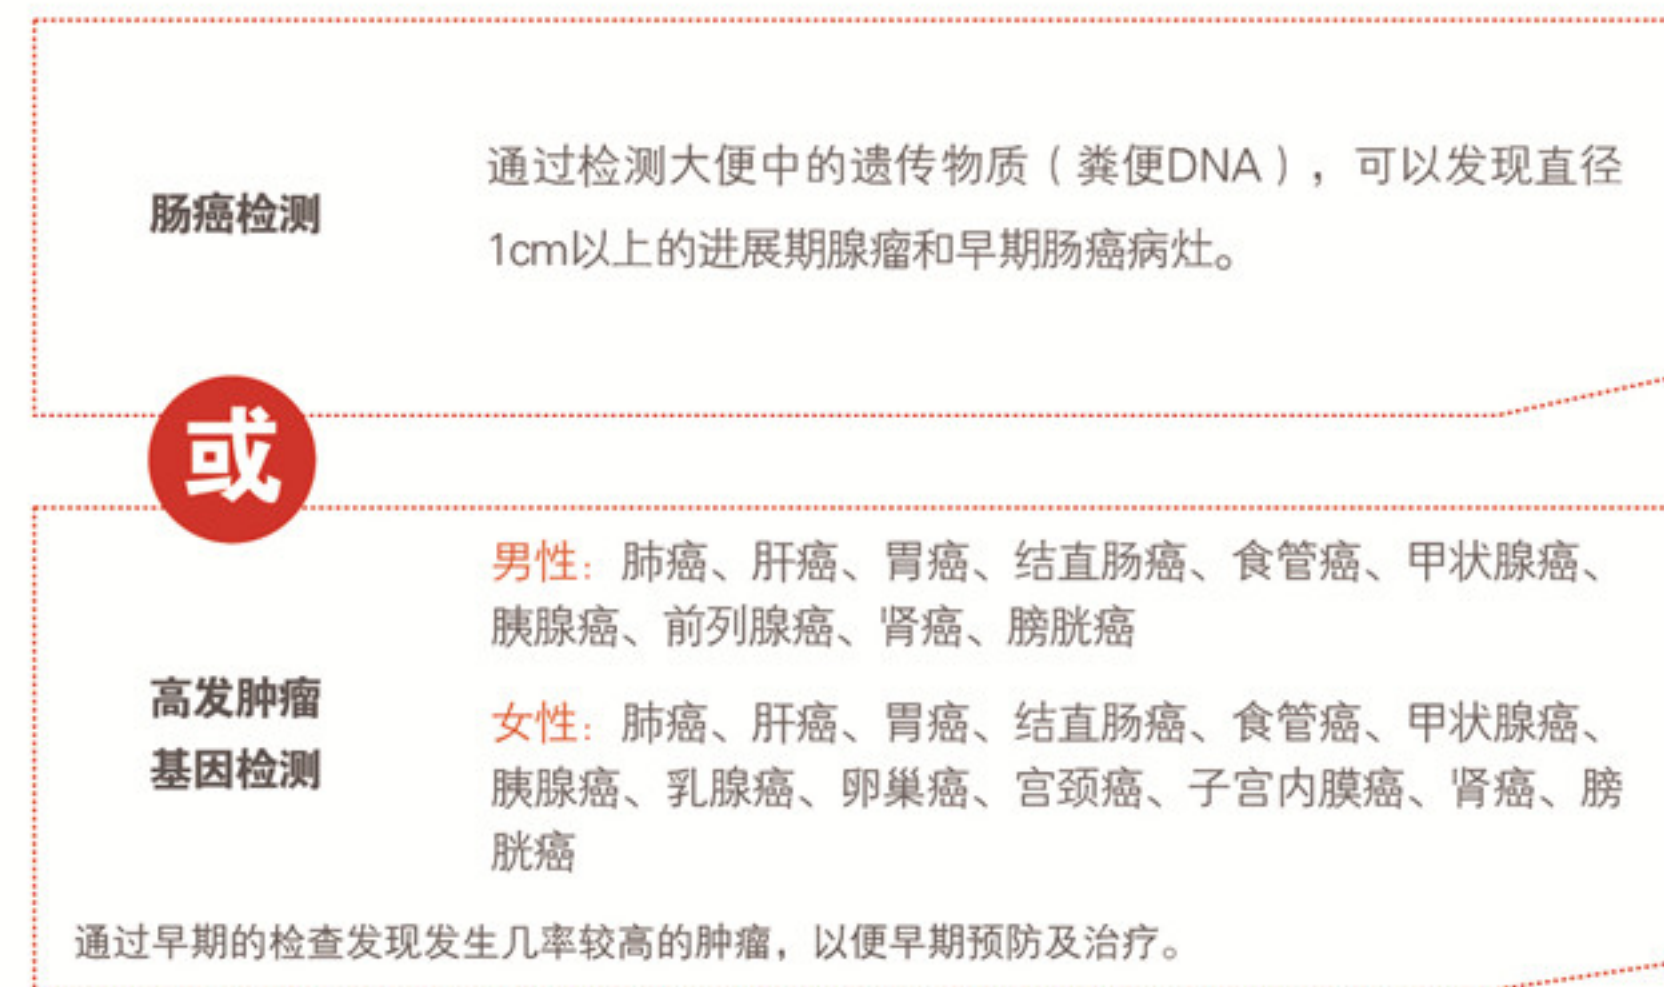 肠癌检测
通过检测大便中的遗传物质（粪便DNA），可以发现直径
1cm以上的进展期腺瘤和早期肠癌病灶。
或
高发肿瘤
基因检测
男性：肺癌、肝癌、胃癌、结直肠癌、食管癌、甲状腺癌、
胰腺癌、前列腺癌、肾癌、膀胱癌
女性：肺癌、肝癌、胃癌、结直肠癌、食管癌、甲状腺癌、
胰腺癌、乳腺癌、卵巢癌、宫颈癌、子宫内膜癌、肾癌、膀
胱癌
通过早期的检查发现发生几率较高的肿瘤，以便早期预防及治疗。